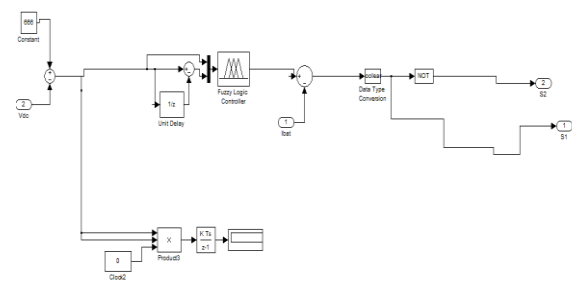 666
Constant
2
Vdc
1/z
Unit Delay
Fuzzy Logic
Controller
1
Ibat
Data Type
Conversion
NOT
2
S2
1
S1
X
Product3
K.Ts
z-1
0
Clock2